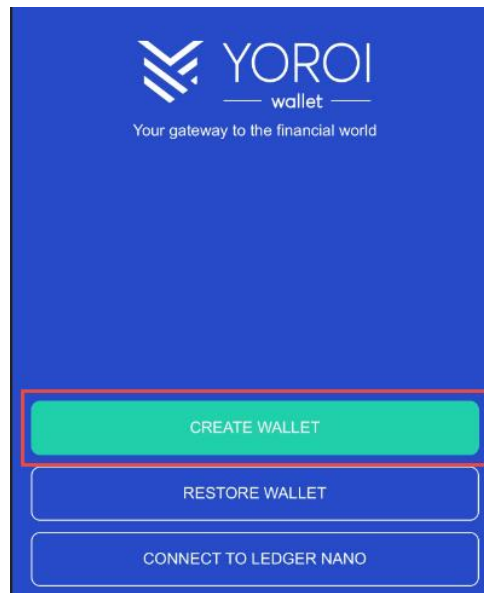 YOROI
wallet
Your gateway to the financial world
CREATE WALLET
RESTORE WALLET
CONNECT TO LEDGER NANO